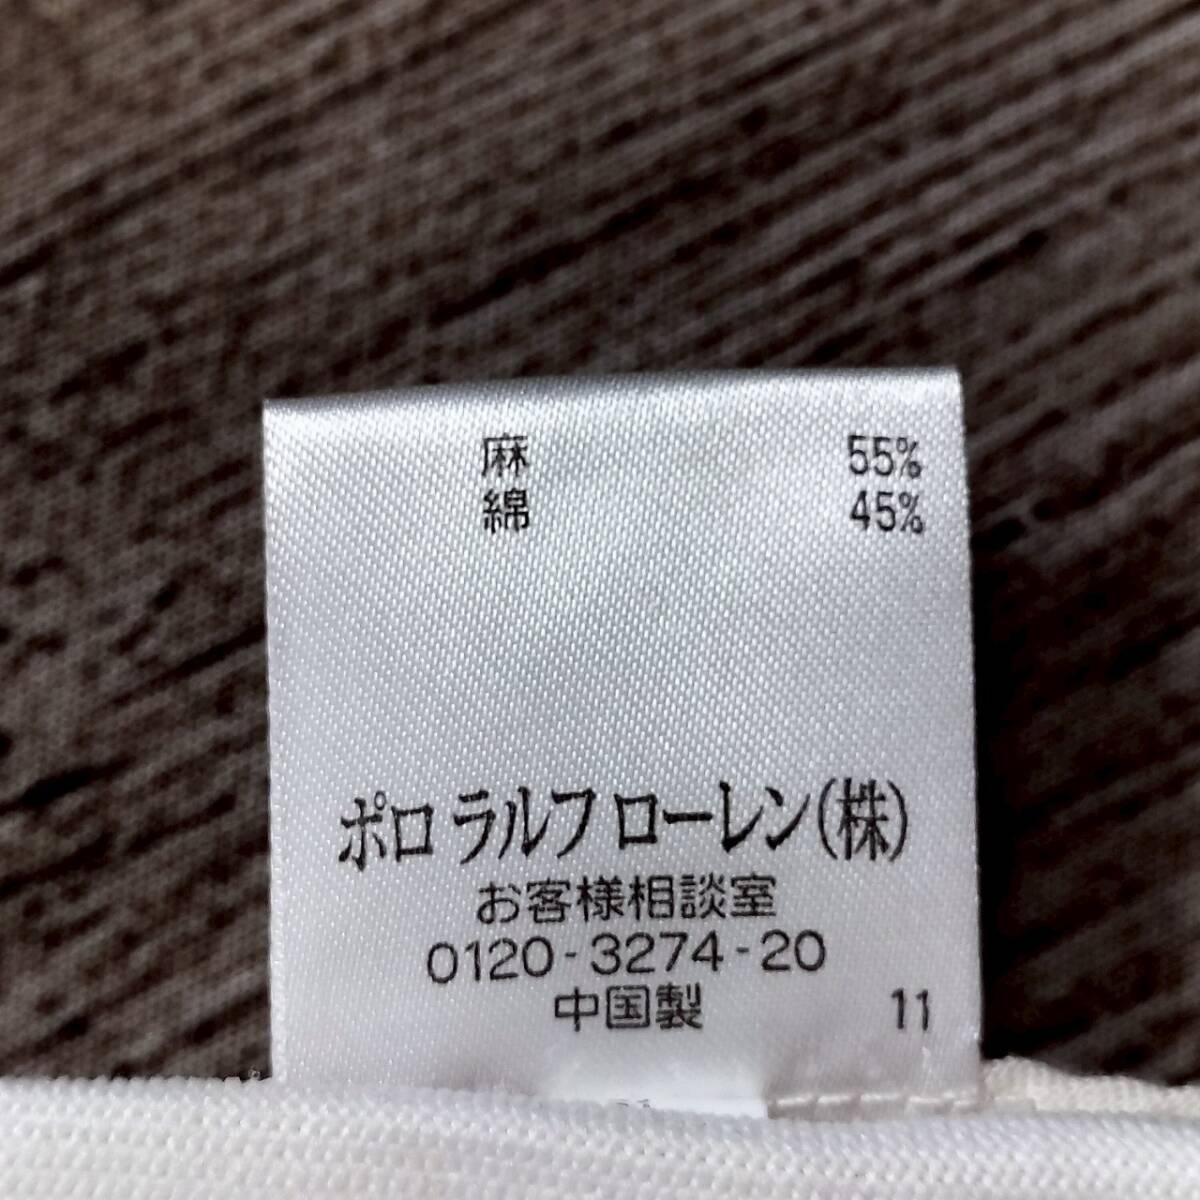 麻 55%
綿 45%
ポロ ラルフ ローレン(株)
お客様相談室
0120-3274-20
中国製 11